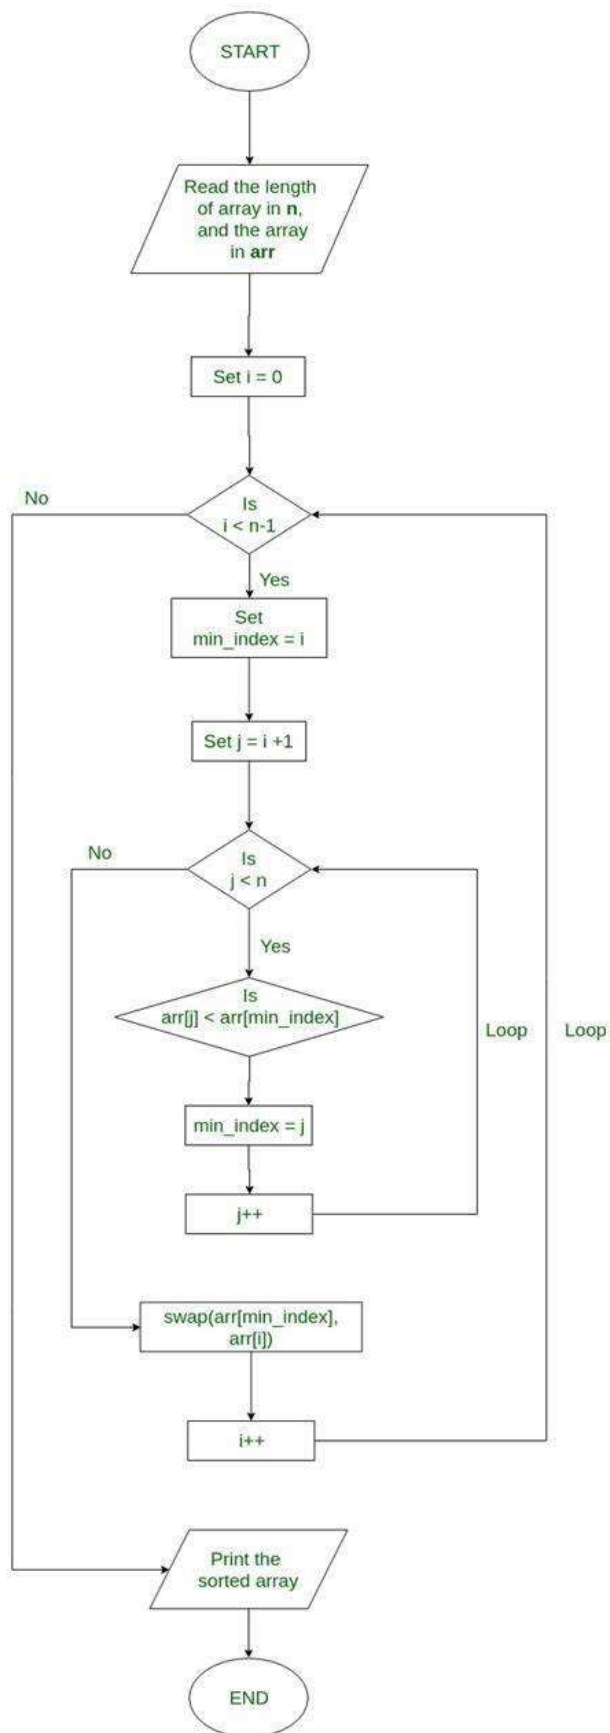 START
Read the length
of array in n,
and the array
in arr
Set i = 0
No
Is
i < n-1
Yes
Set
min_index = i
Set j = i +1
No
Is
j < n
Yes
Is
arr[j] < arr[min_index]
Loop
Loop
min_index = j
j++
swap(arr[min_index],
arr[i])
i++
Print the
sorted array
END